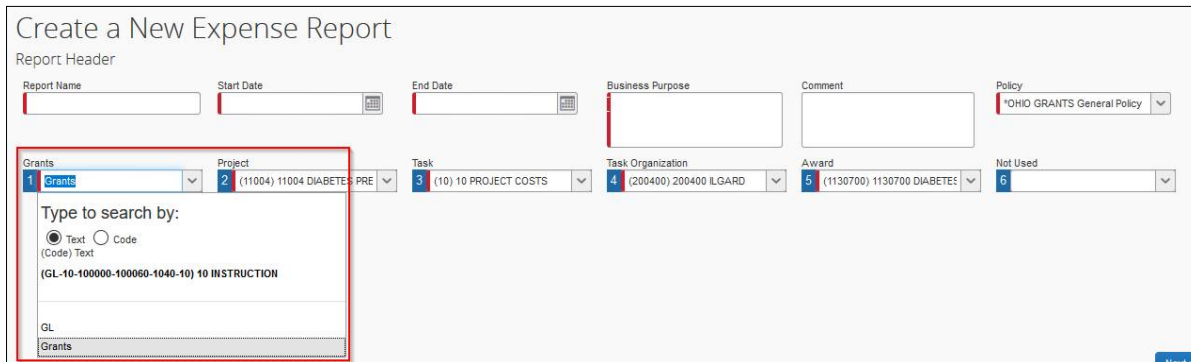 Create a New Expense Report
Report Header
Report Name Start Date End Date Business Purpose Comment Policy
*OHIO GRANTS General Policy
Grants Project Task Task Organization Award Not Used
1 Grants 2 (11004) 11004 DIABETES PRE 3 (10) 10 PROJECT COSTS 4 (200400) 200400 ILGARD 5 (1130700) 1130700 DIABETES 6
Type to search by:
Text Code
(Code) Text
(GL-10-100000-100060-1040-10) 10 INSTRUCTION
GL
Grants
Next